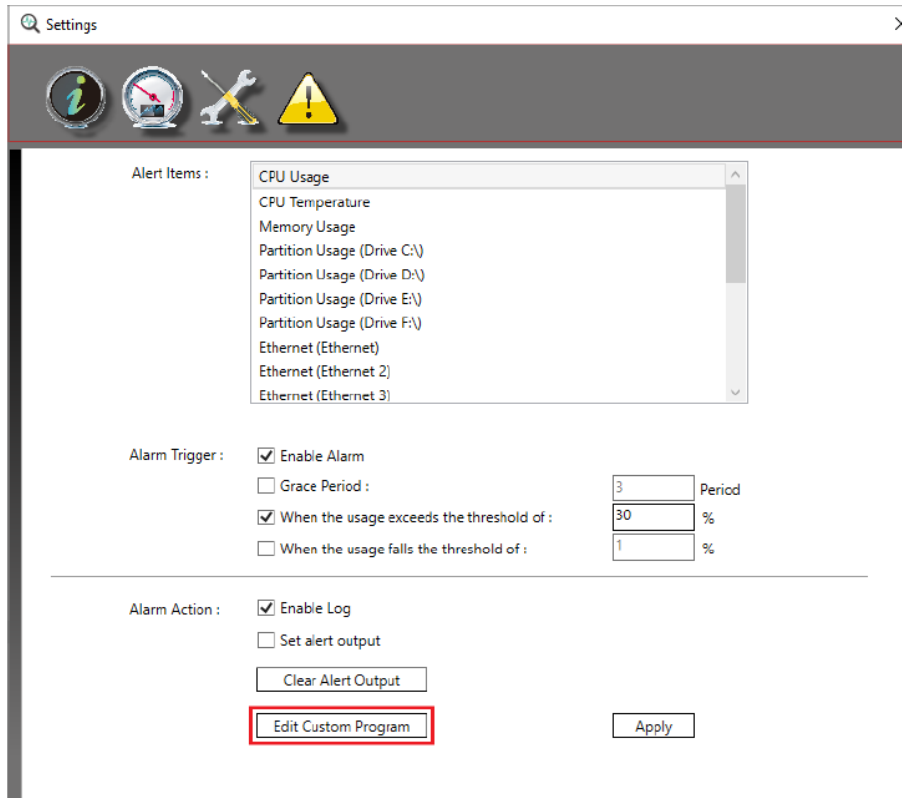 Settings
Alert Items :
CPU Usage
CPU Temperature
Memory Usage
Partition Usage (Drive C:\)
Partition Usage (Drive D:\)
Partition Usage (Drive E:\)
Partition Usage (Drive F:\)
Ethernet (Ethernet)
Ethernet (Ethernet 2)
Ethernet (Ethernet 3)
Alarm Trigger : Enable Alarm
Grace Period : 3 Period
When the usage exceeds the threshold of : 30 %
When the usage falls the threshold of : 1 %
Alarm Action : Enable Log
Set alert output
Clear Alert Output
Edit Custom Program Apply